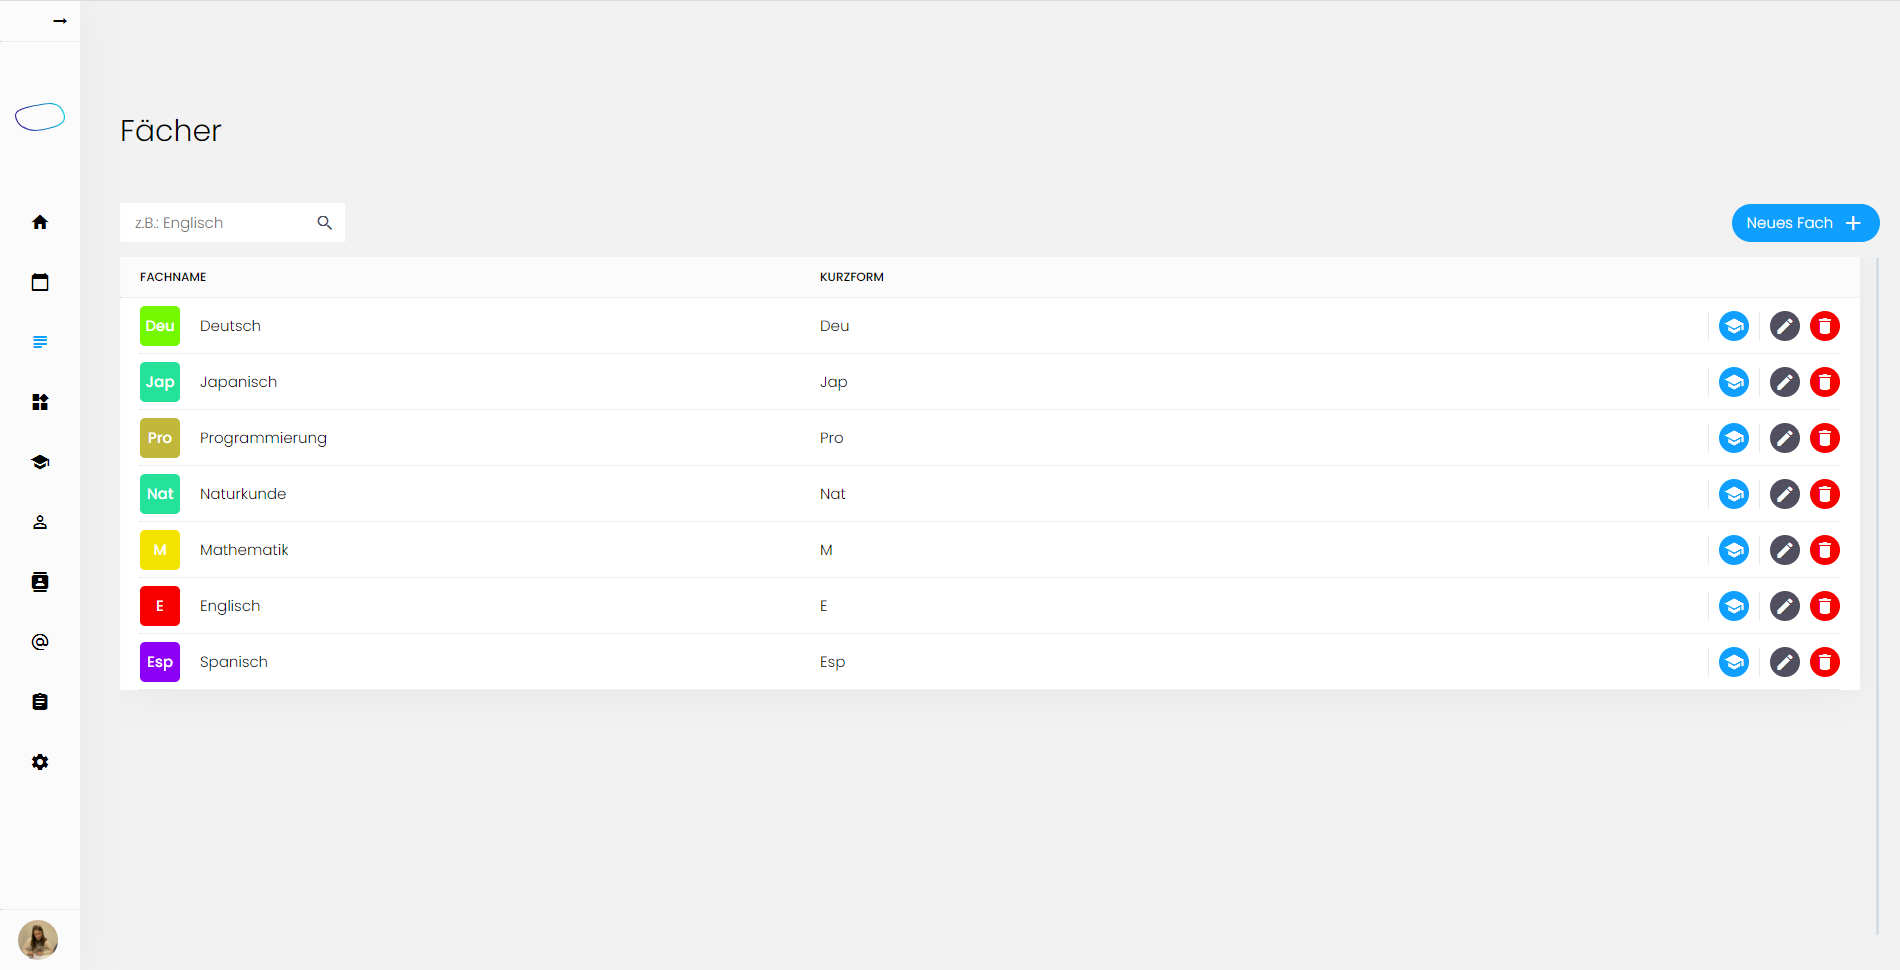 Fächer
z.B.: Englisch
Neues Fach
FACHNAME KURZFORM
Deu Deutsch Deu
Jap Japanisch Jap
Pro Programmierung Pro
Nat Naturkunde Nat
M Mathematik M
E Englisch E
Esp Spanisch Esp